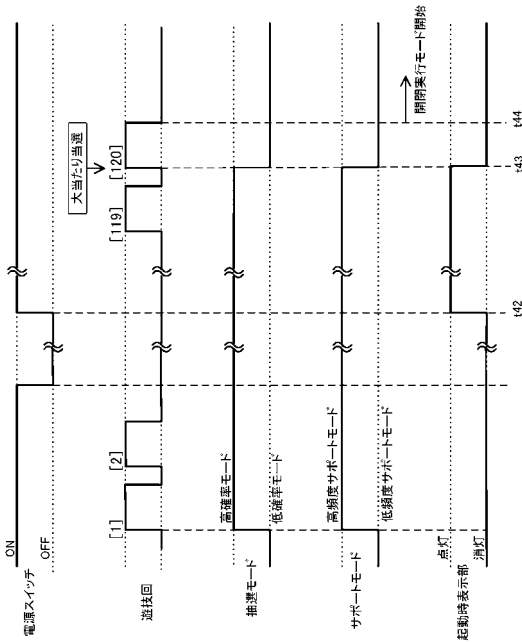 電源スイッチ
ON
OFF
遊技回
[1]
[2]
[119]
[120]
大当たり当選
抽選モード
高確率モード
低確率モード
サポートモード
高頻度サポートモード
低頻度サポートモード
開閉実行モード開始
起動時表示部
点灯
消灯
t42
t43
t44